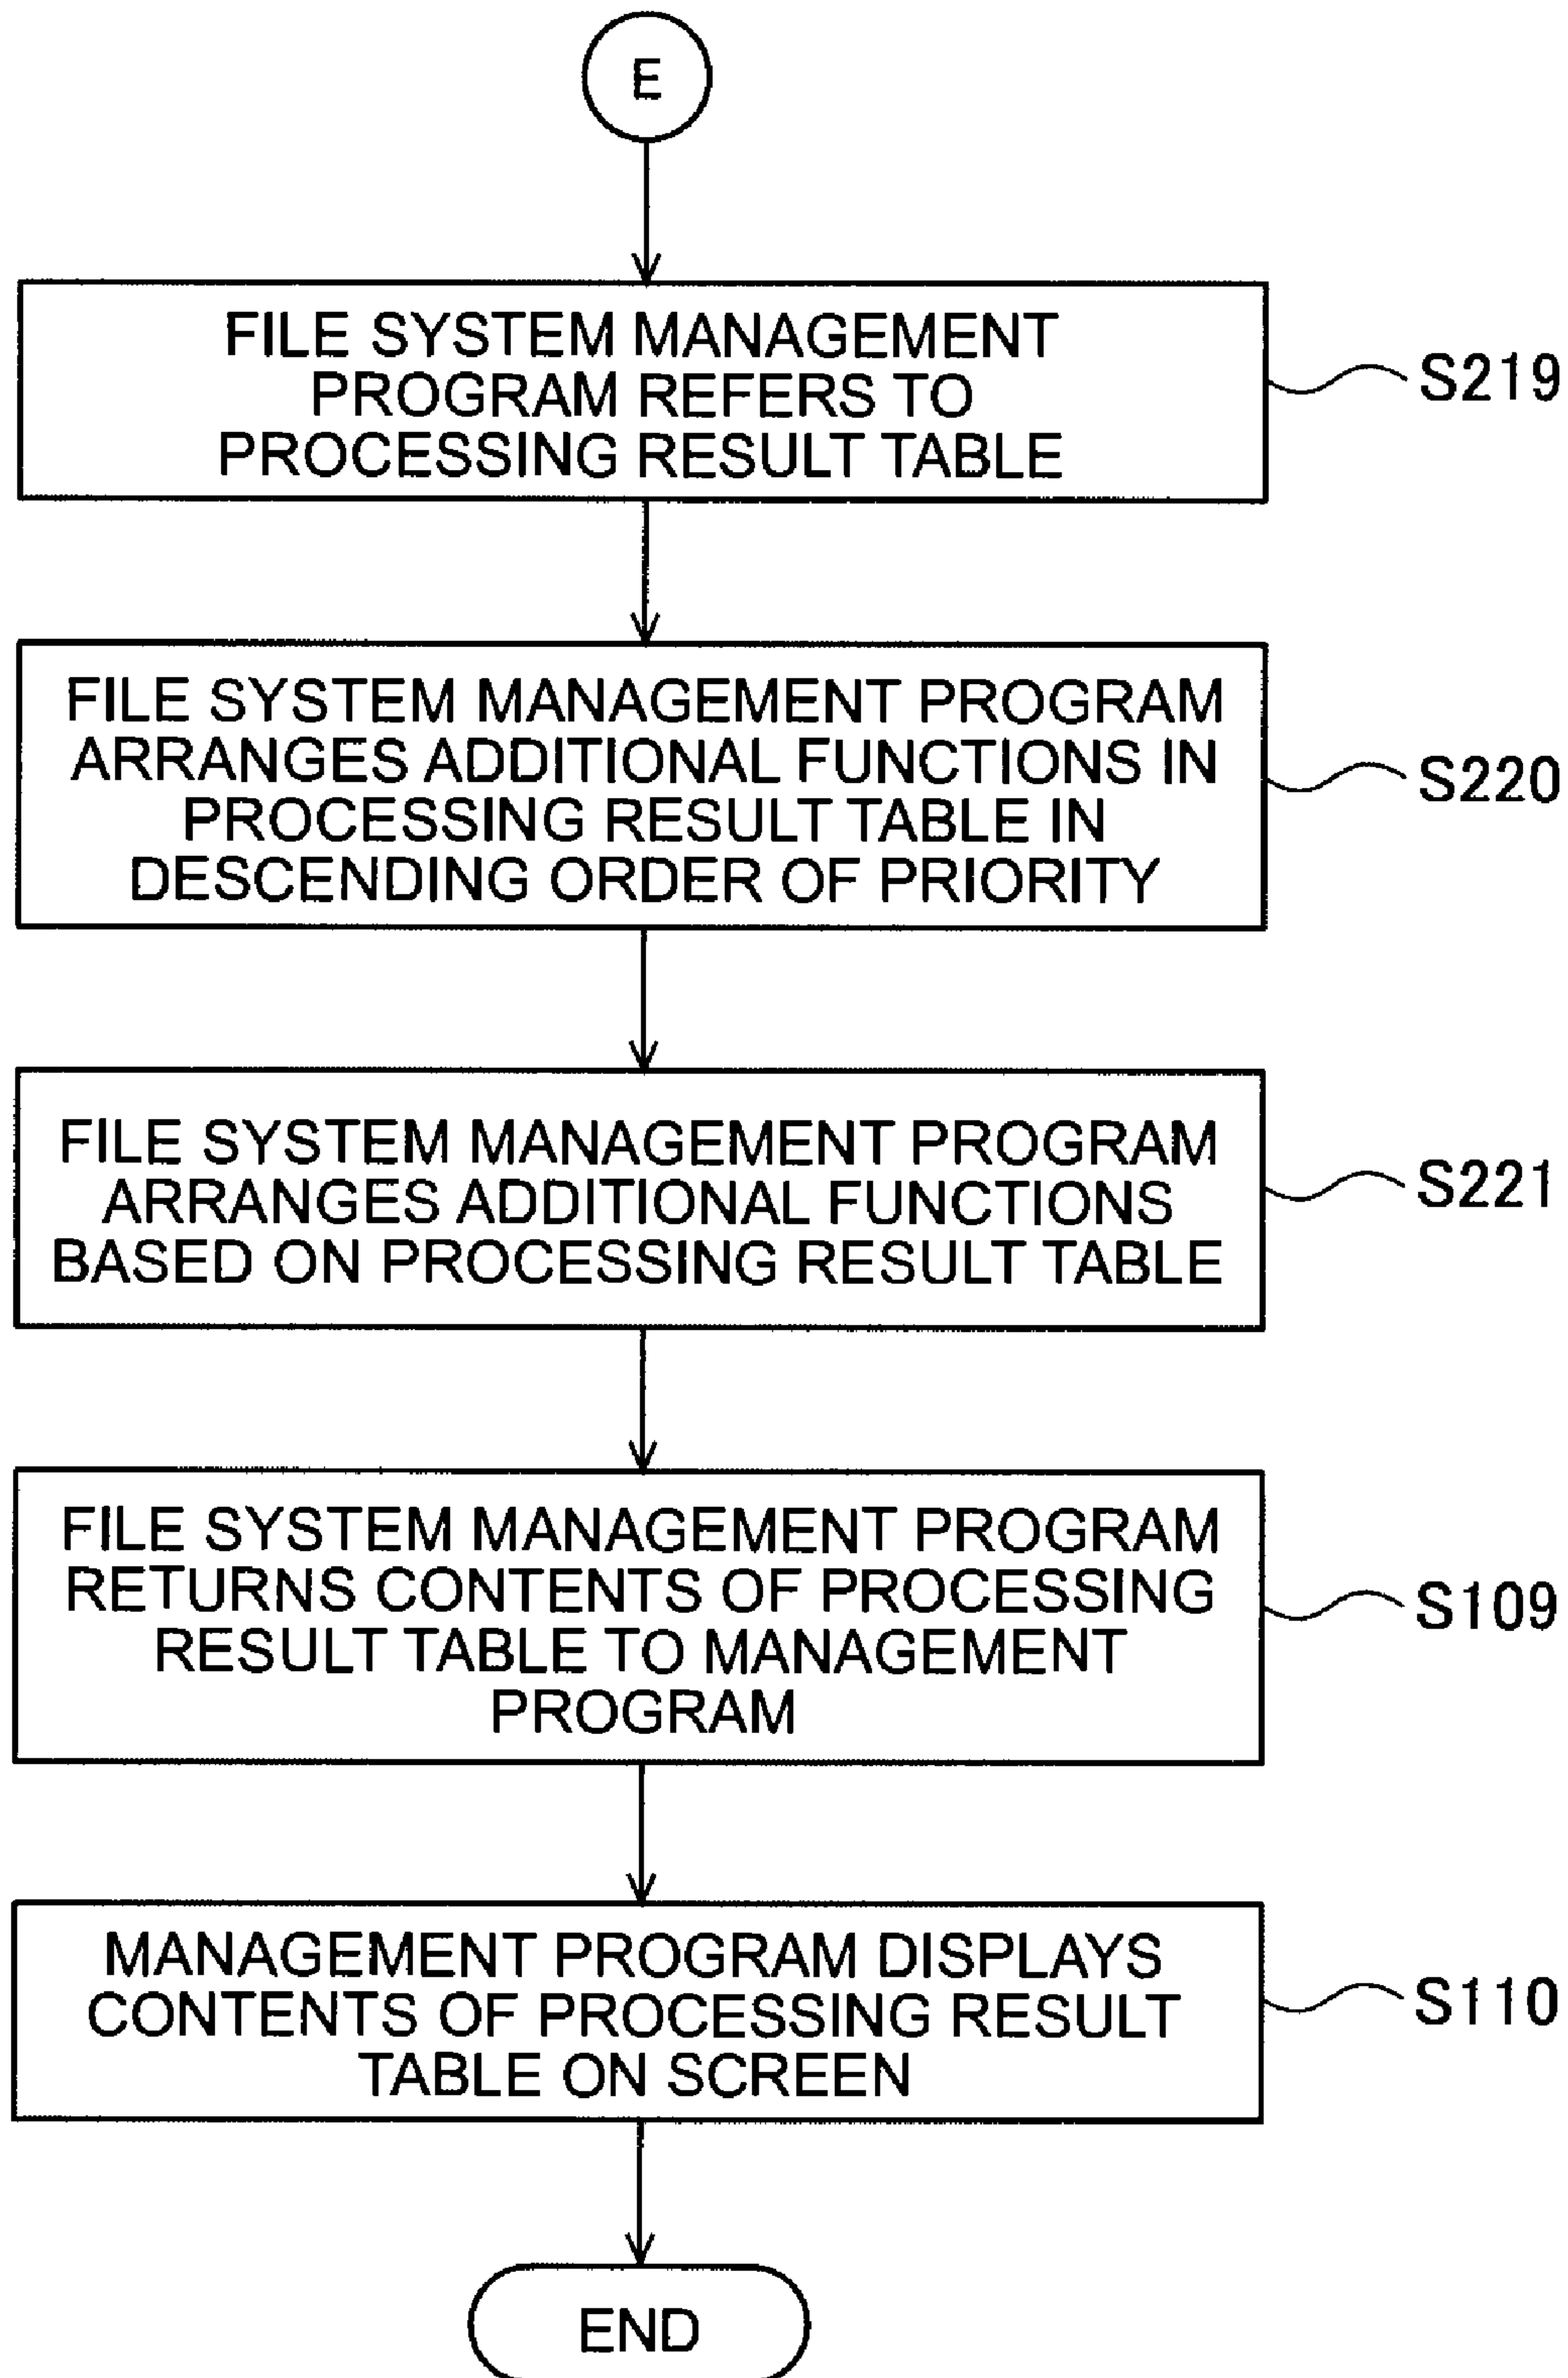 E
FILE SYSTEM MANAGEMENT
PROGRAM REFERS TO
PROCESSING RESULT TABLE
S219
FILE SYSTEM MANAGEMENT PROGRAM
ARRANGES ADDITIONAL FUNCTIONS IN
PROCESSING RESULT TABLE IN
DESCENDING ORDER OF PRIORITY
S220
FILE SYSTEM MANAGEMENT PROGRAM
ARRANGES ADDITIONAL FUNCTIONS
BASED ON PROCESSING RESULT TABLE
S221
FILE SYSTEM MANAGEMENT PROGRAM
RETURNS CONTENTS OF PROCESSING
RESULT TABLE TO MANAGEMENT
PROGRAM
S109
MANAGEMENT PROGRAM DISPLAYS
CONTENTS OF PROCESSING RESULT
TABLE ON SCREEN
S110
END